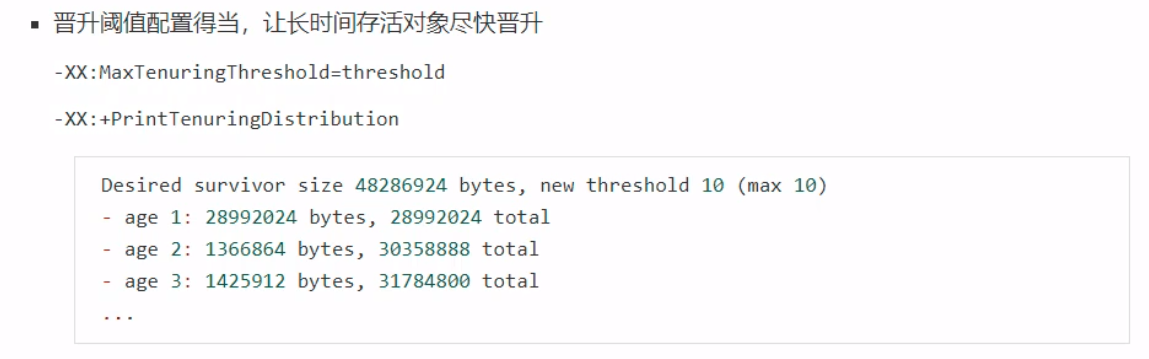 ▪ 晋升阈值配置得当，让长时间存活对象尽快晋升
-XX:MaxTenuringThreshold=threshold
-XX:+PrintTenuringDistribution
Desired survivor size 48286924 bytes, new threshold 10 (max 10)
- age 1: 28992024 bytes, 28992024 total
- age 2: 1366864 bytes, 30358888 total
- age 3: 1425912 bytes, 31784800 total
...